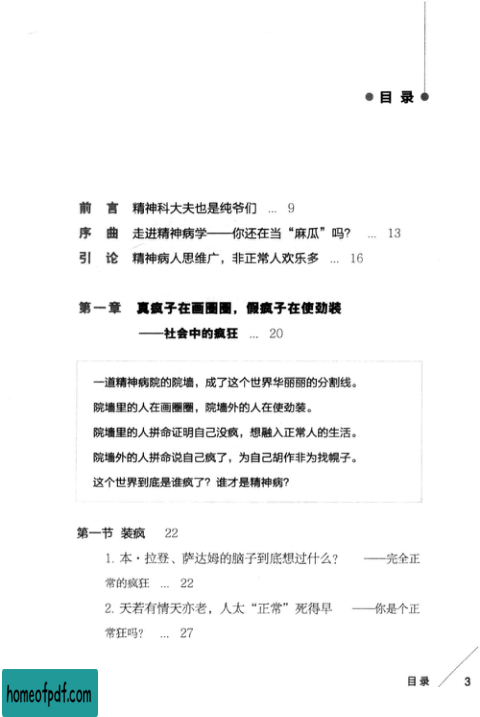 目 录
前 言 精神科大夫也是纯爷们 … 9
序 曲 走进精神病学——你还在当“麻瓜”吗？ … 13
引 论 精神病人思维广，非正常人欢乐多 … 16
第一章 真疯子在画圈圈，假疯子在使劲装
——社会中的疯狂 … 20
一道精神病院的院墙，成了这个世界华丽丽的分割线。
院墙里的人在画圈圈，院墙外的人在使劲装。
院墙里的人拼命证明自己没疯，想融入正常人的生活。
院墙外的人拼命说自己疯了，为自己胡作非为找幌子。
这个世界到底是谁疯了？谁才是精神病？
第一节 装疯 22
1. 本·拉登、萨达姆的脑子到底想过什么？ ——完全正
常的疯狂 … 22
2. 天若有情天亦老，人太“正常”死得早 ——你是个正
常狂吗？ … 27
目录 3
homeofpdf.com